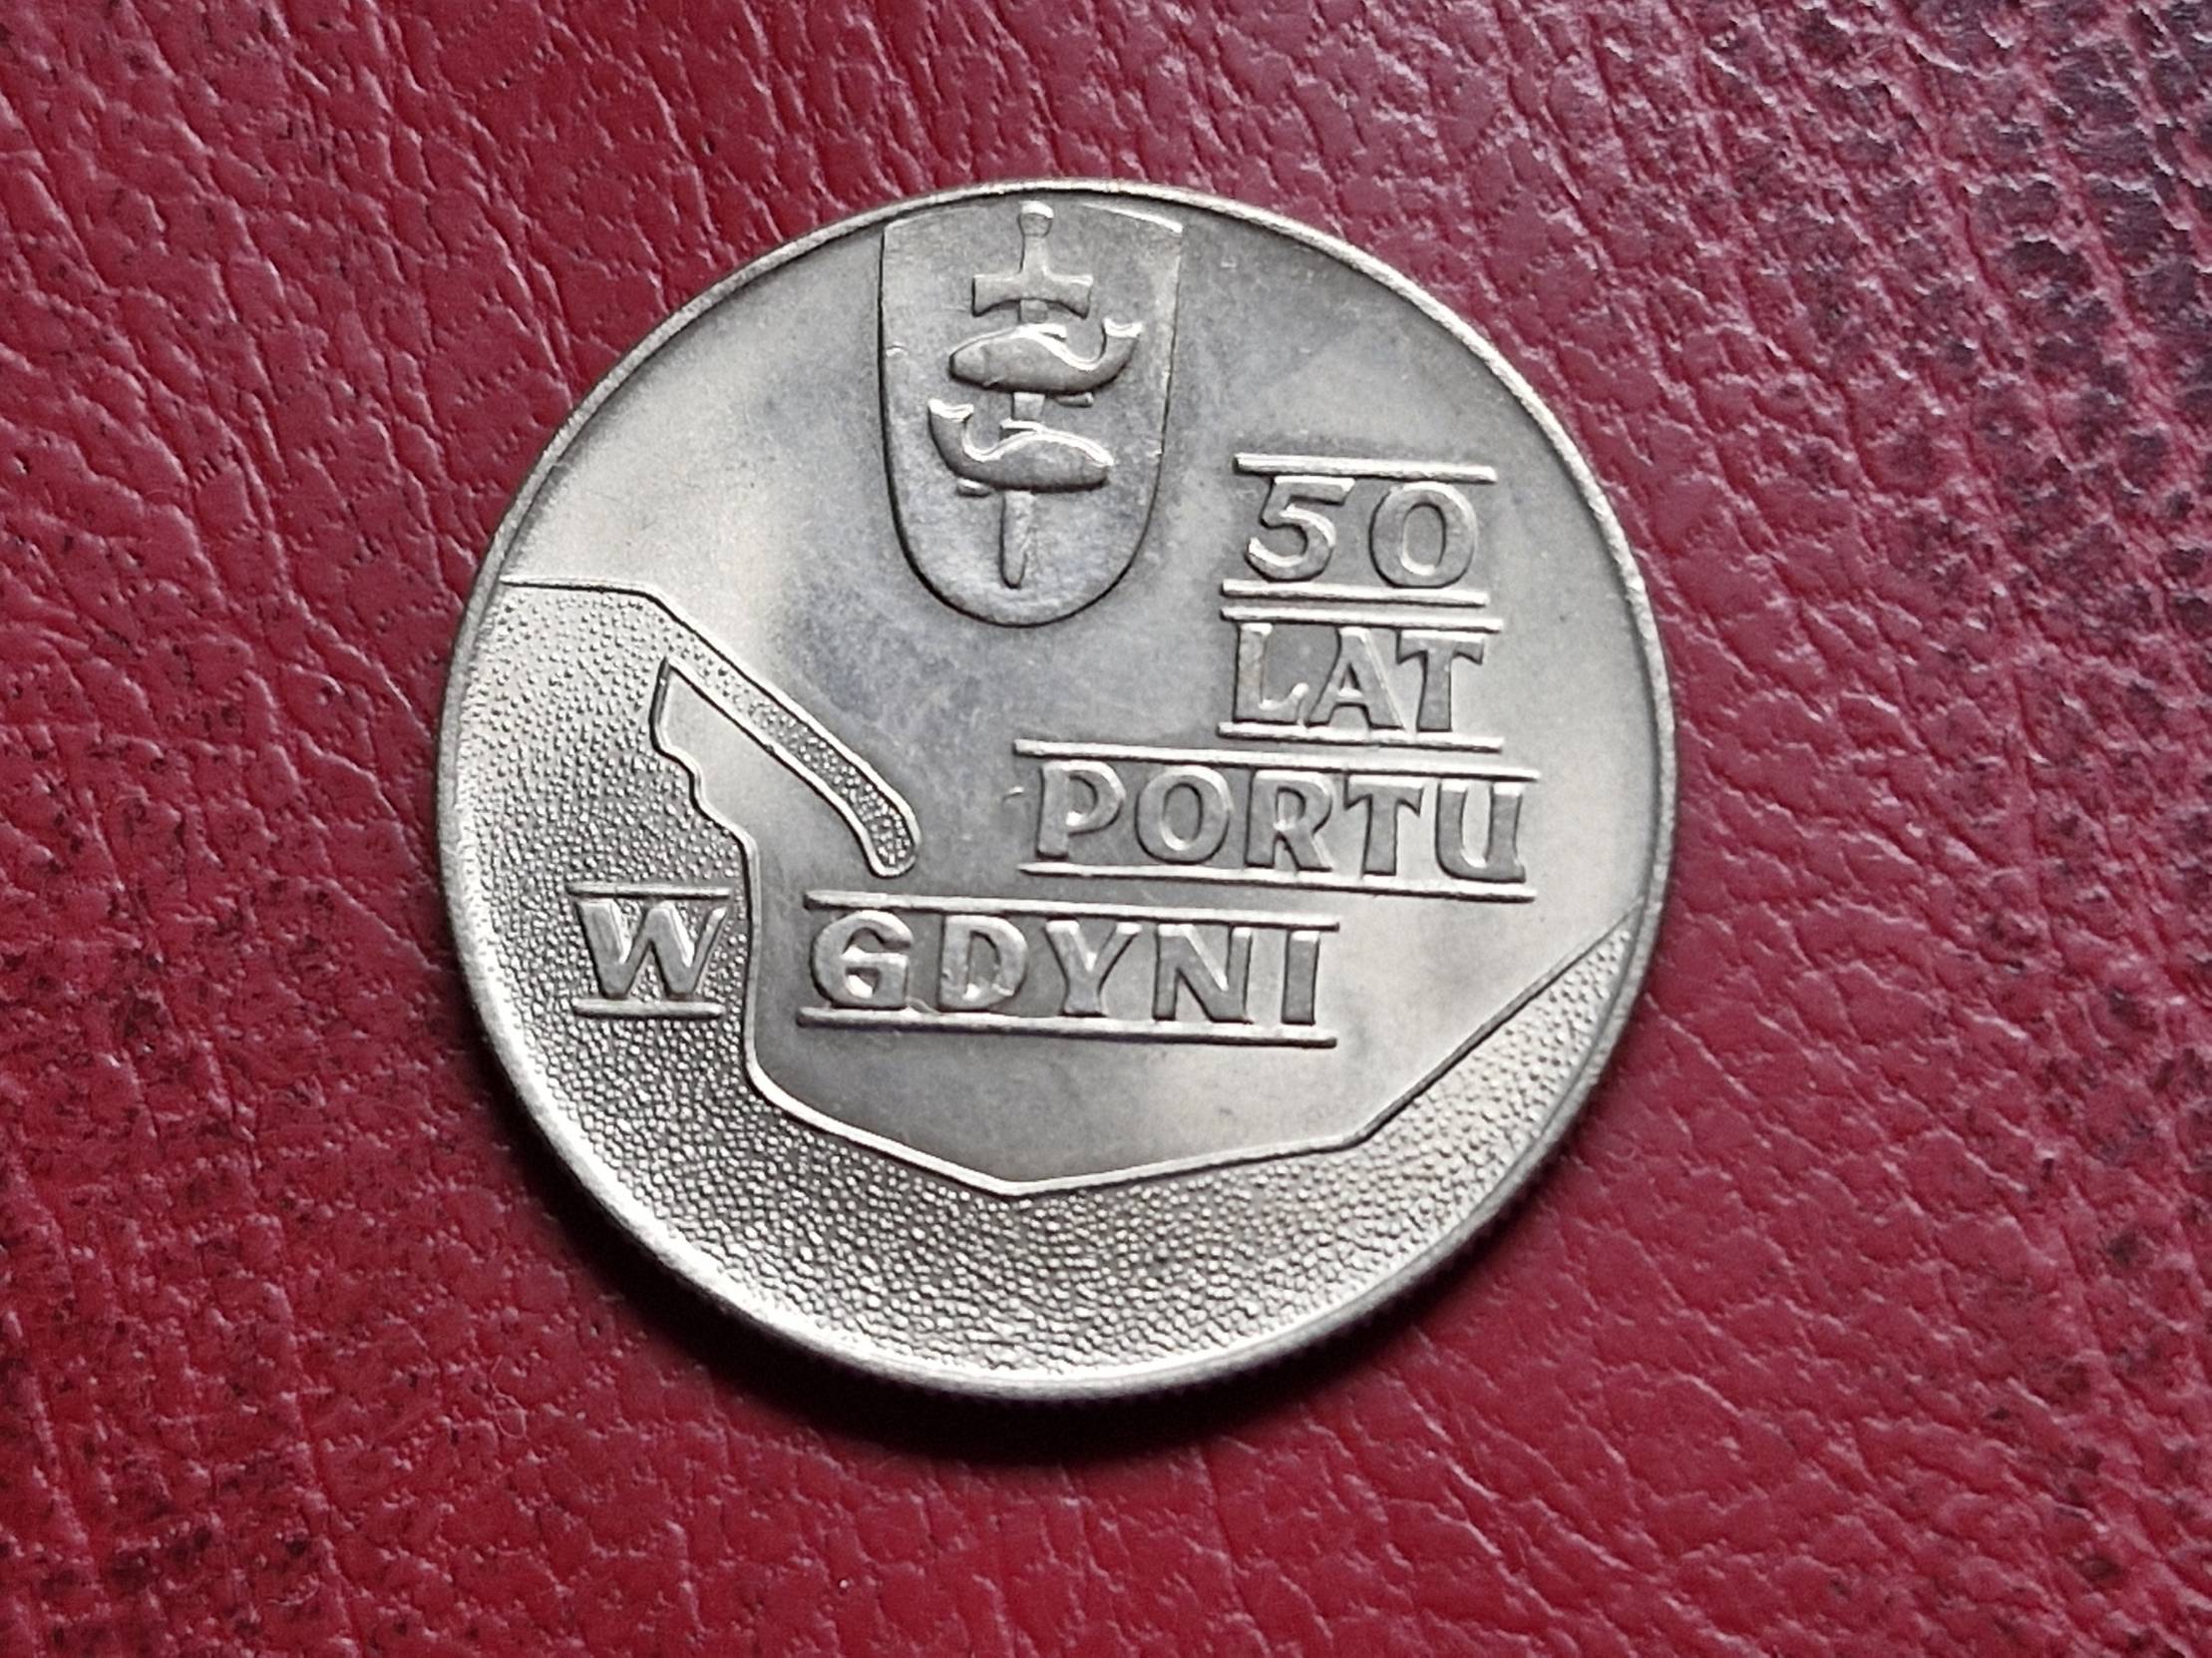 50
LAT
PORTU
W GDYNI